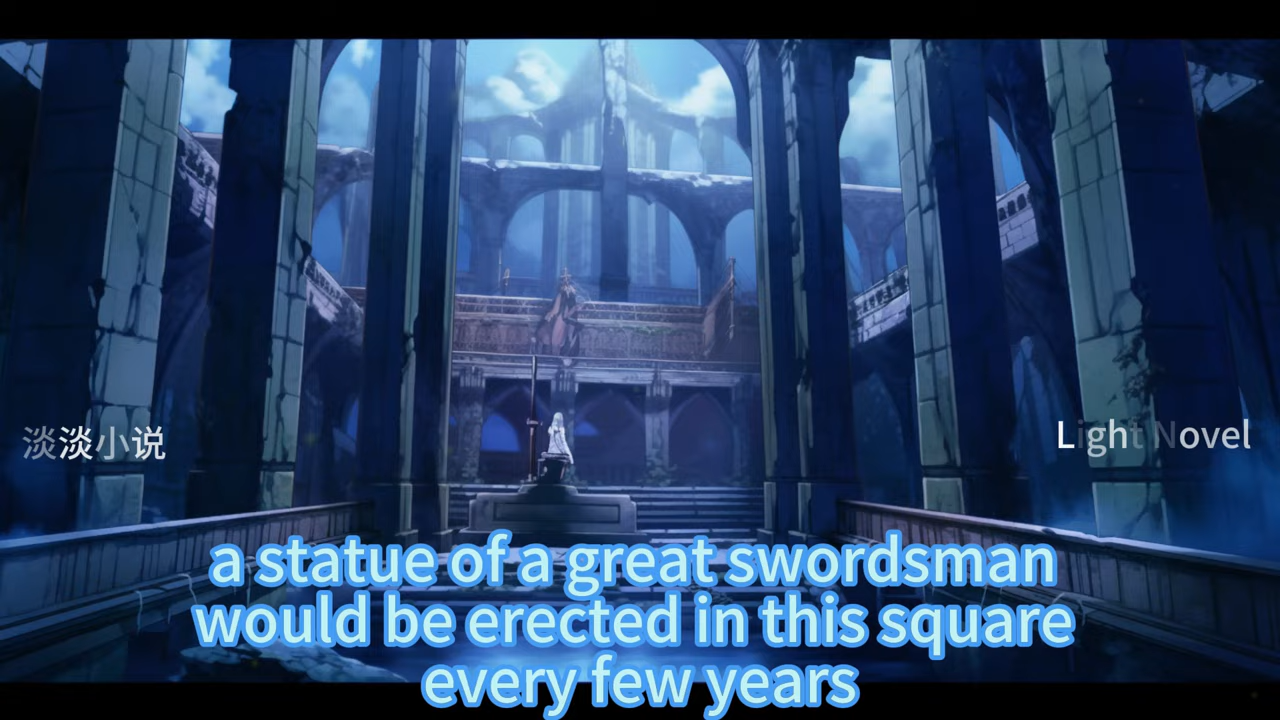 淡淡小说
Light Novel
a statue of a great swordsman
would be erected in this square
every few years